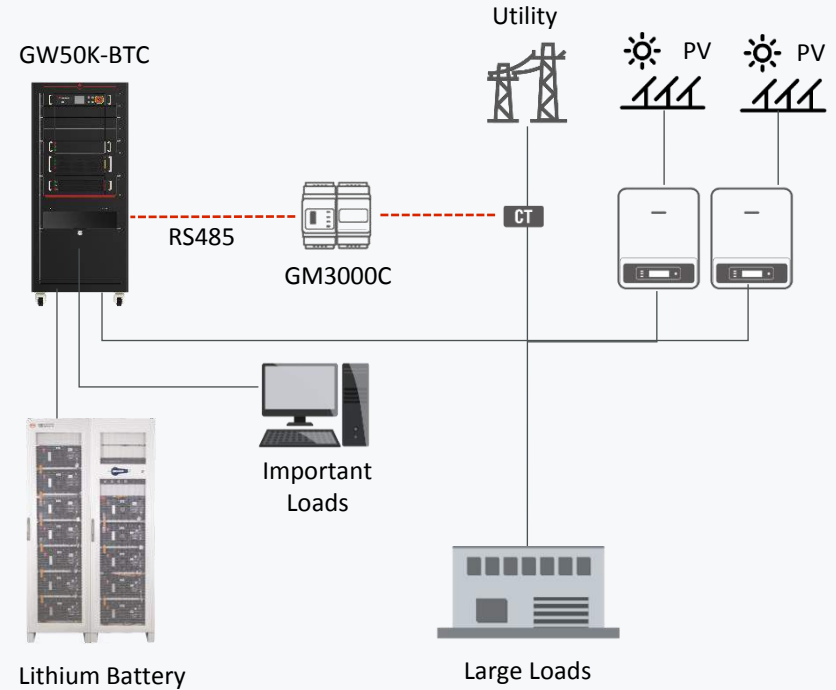 Utility
GW50K-BTC
PV
PV
CT
RS485
GM3000C
Important
Loads
Lithium Battery
Large Loads